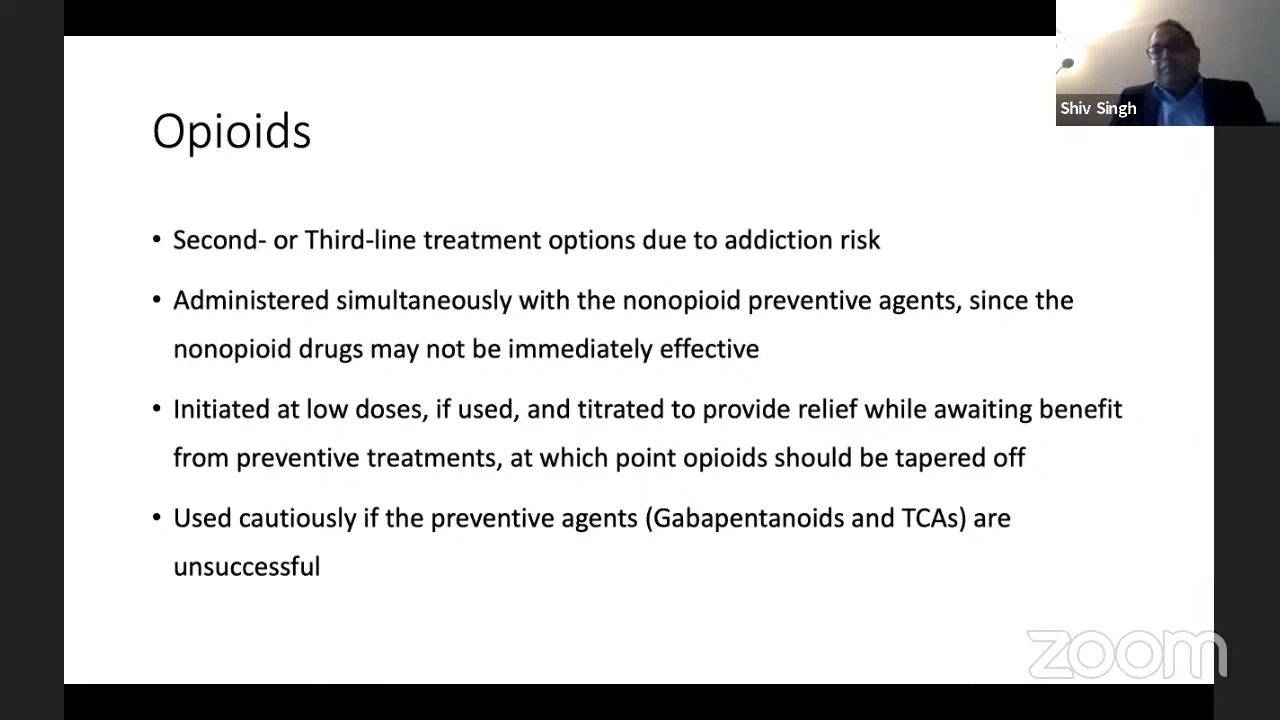 Shiv Singh
Opioids
• Second- or Third-line treatment options due to addiction risk
• Administered simultaneously with the nonopioid preventive agents, since the
nonopioid drugs may not be immediately effective
• Initiated at low doses, if used, and titrated to provide relief while awaiting benefit
from preventive treatments, at which point opioids should be tapered off
• Used cautiously if the preventive agents (Gabapentanoids and TCAs) are
unsuccessful
zoom